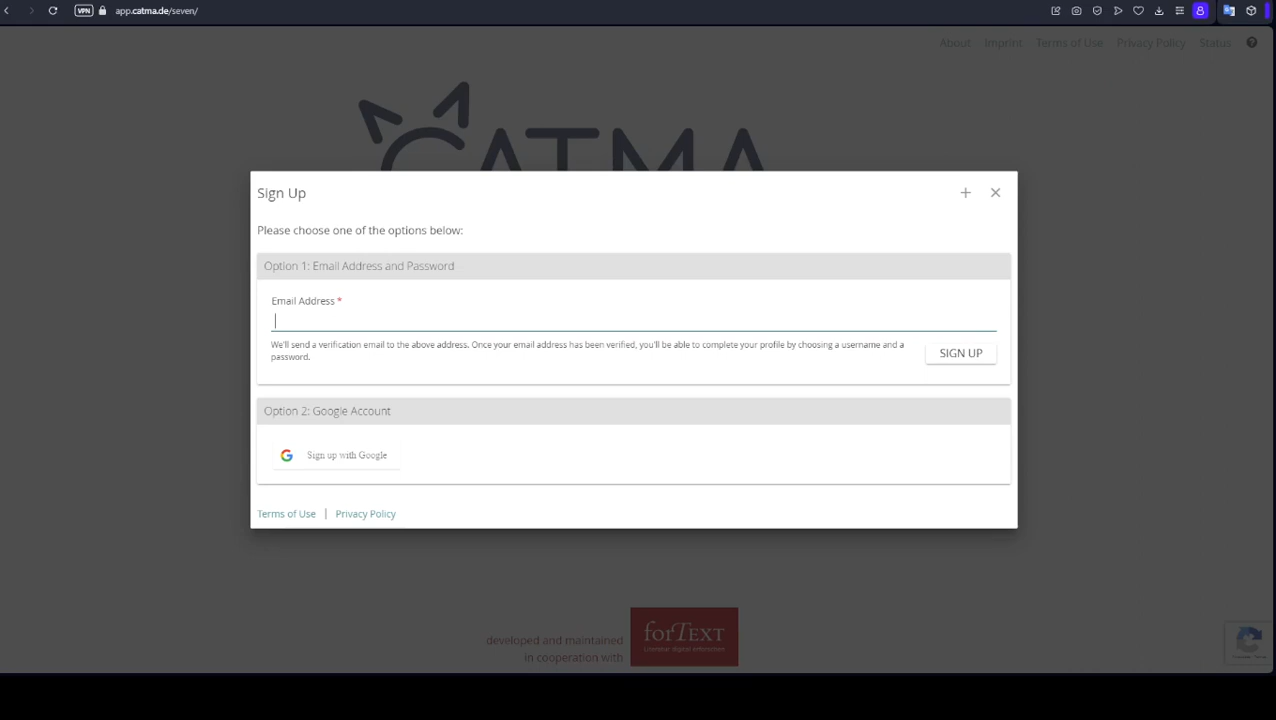 VPN app.catma.de/seven/
About Imprint Terms of Use Privacy Policy Status
CATMA
Sign Up
Please choose one of the options below:
Option 1: Email Address and Password
Email Address *
We'll send a verification email to the above address. Once your email address has been verified, you'll be able to complete your profile by choosing a username and a
password.
SIGN UP
Option 2: Google Account
Sign up with Google
Terms of Use | Privacy Policy
developed and maintained
in cooperation with
forTEXT